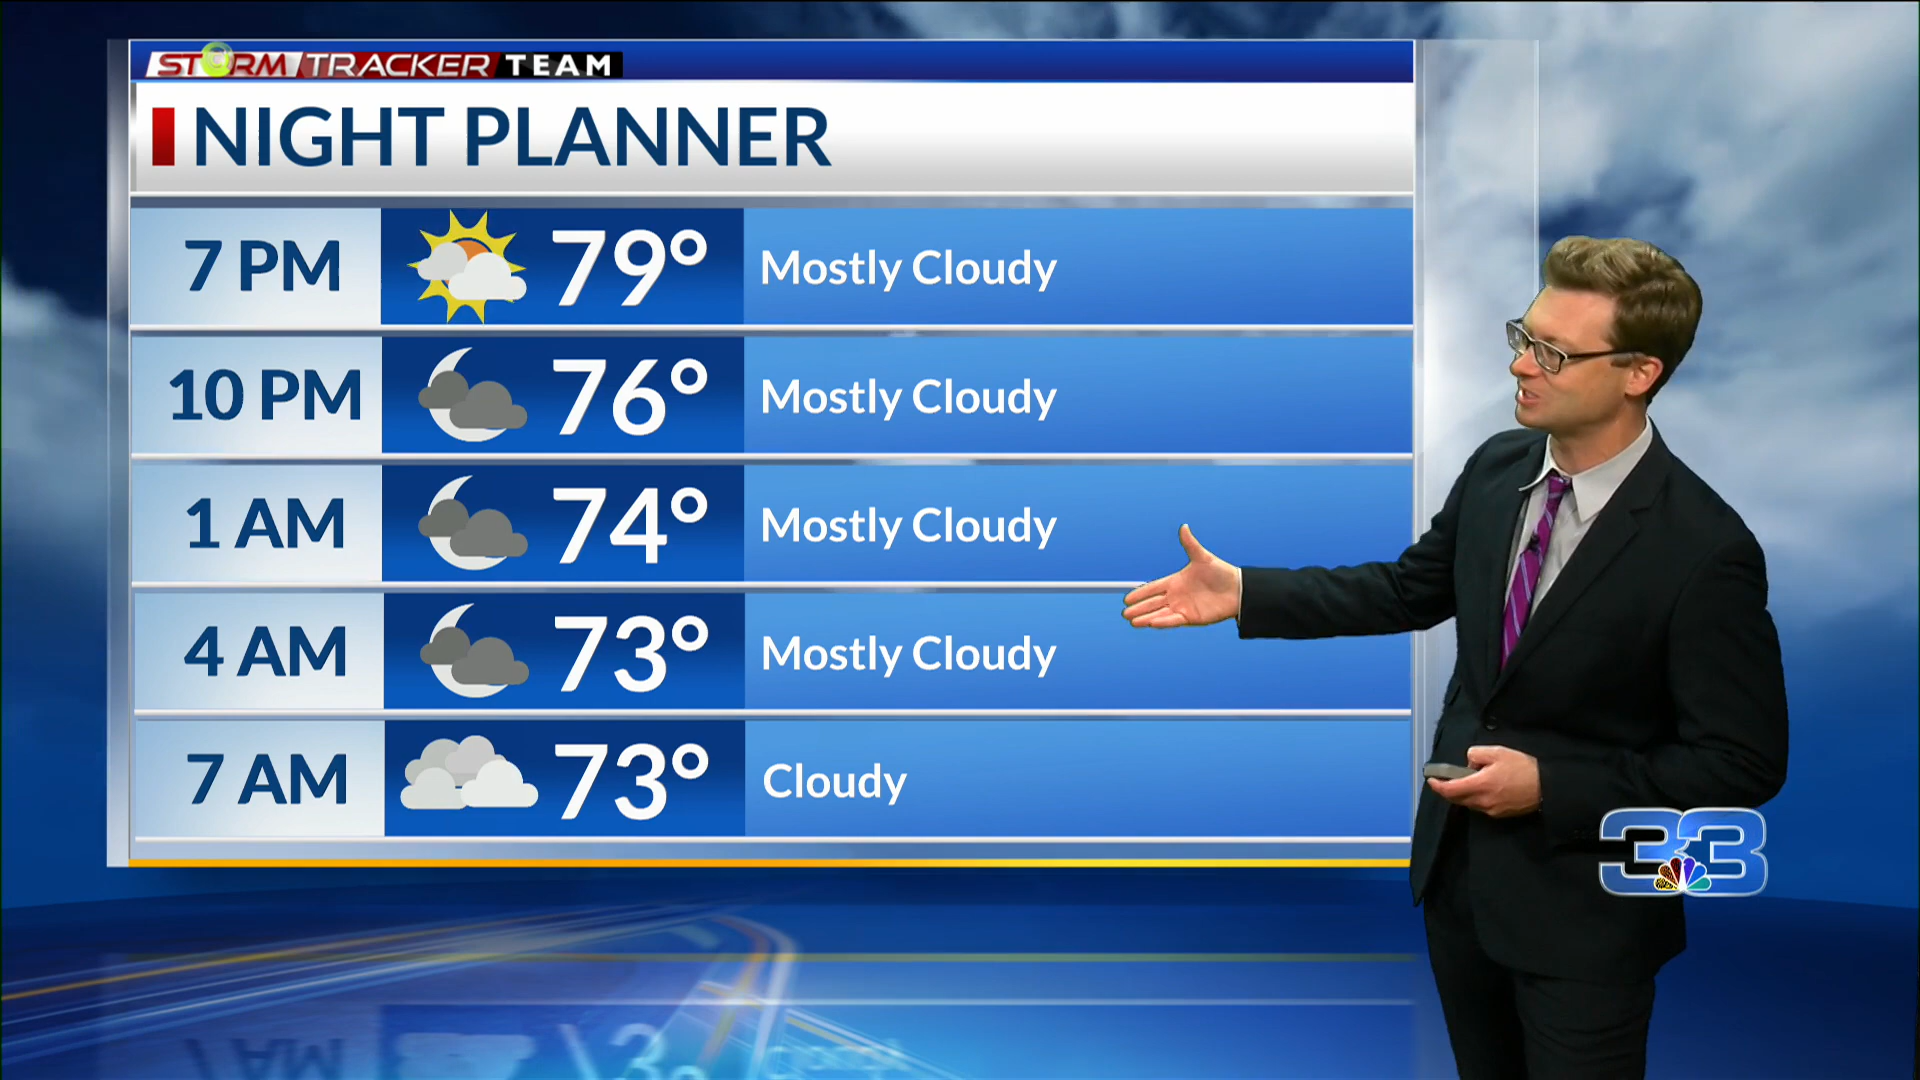 STORM TRACKER TEAM
NIGHT PLANNER
7 PM 79° Mostly Cloudy
10 PM 76° Mostly Cloudy
1 AM 74° Mostly Cloudy
4 AM 73° Mostly Cloudy
7 AM 73° Cloudy
33